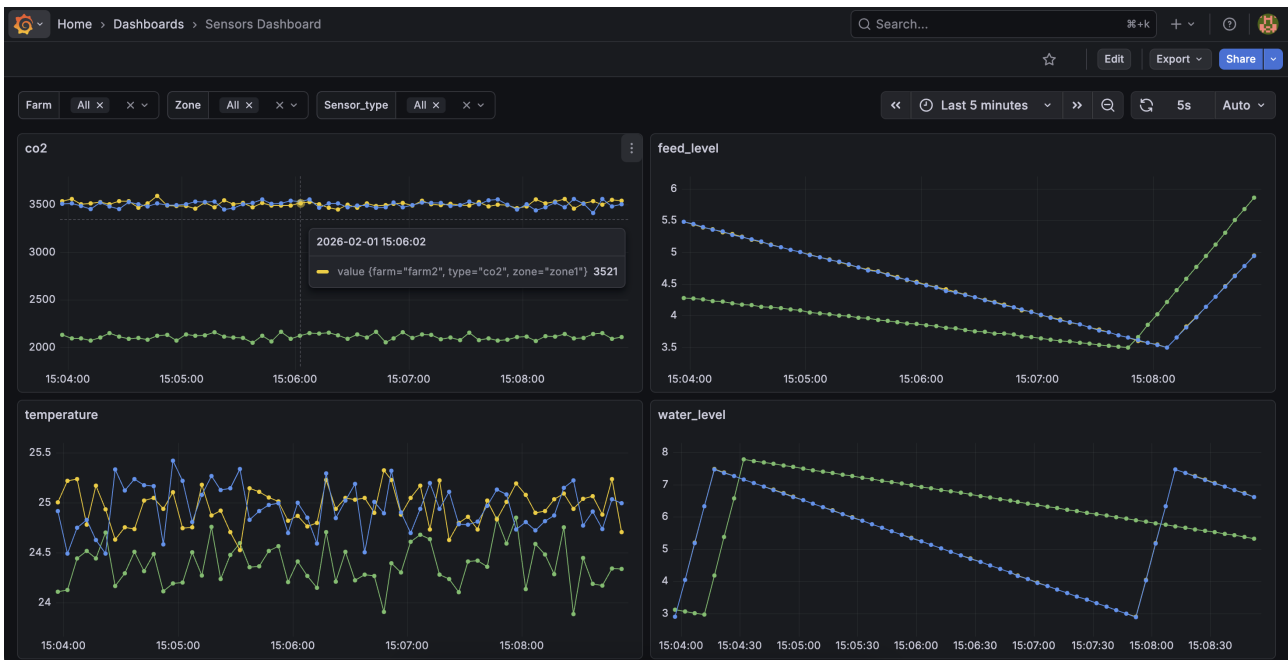 Home › Dashboards › Sensors Dashboard
Search... ⌘+k
Edit Export Share
Farm All × Zone All × Sensor_type All ×
Last 5 minutes 5s Auto
co2
3500
3000
2500
2000
15:04:00 15:05:00 15:06:00 15:07:00 15:08:00
2026-02-01 15:06:02
value {farm="farm2", type="co2", zone="zone1"} 3521
feed_level
6
5.5
5
4.5
4
3.5
15:04:00 15:05:00 15:06:00 15:07:00 15:08:00
temperature
25.5
25
24.5
24
15:04:00 15:05:00 15:06:00 15:07:00 15:08:00
water_level
8
7
6
5
4
3
15:04:00 15:04:30 15:05:00 15:05:30 15:06:00 15:06:30 15:07:00 15:07:30 15:08:00 15:08:30